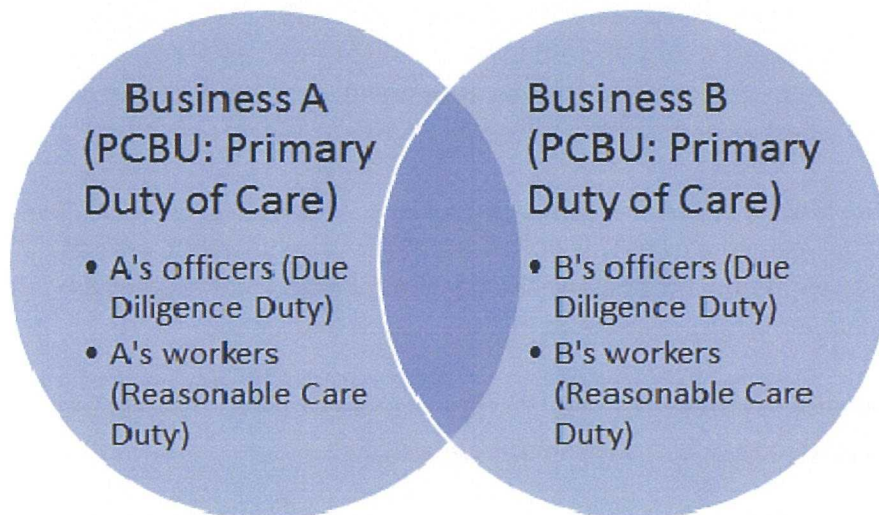 Business A
(PCBU: Primary
Duty of Care)
• A's officers (Due
Diligence Duty)
• A's workers
(Reasonable Care
Duty)
Business B
(PCBU: Primary
Duty of Care)
• B's officers (Due
Diligence Duty)
• B's workers
(Reasonable Care
Duty)